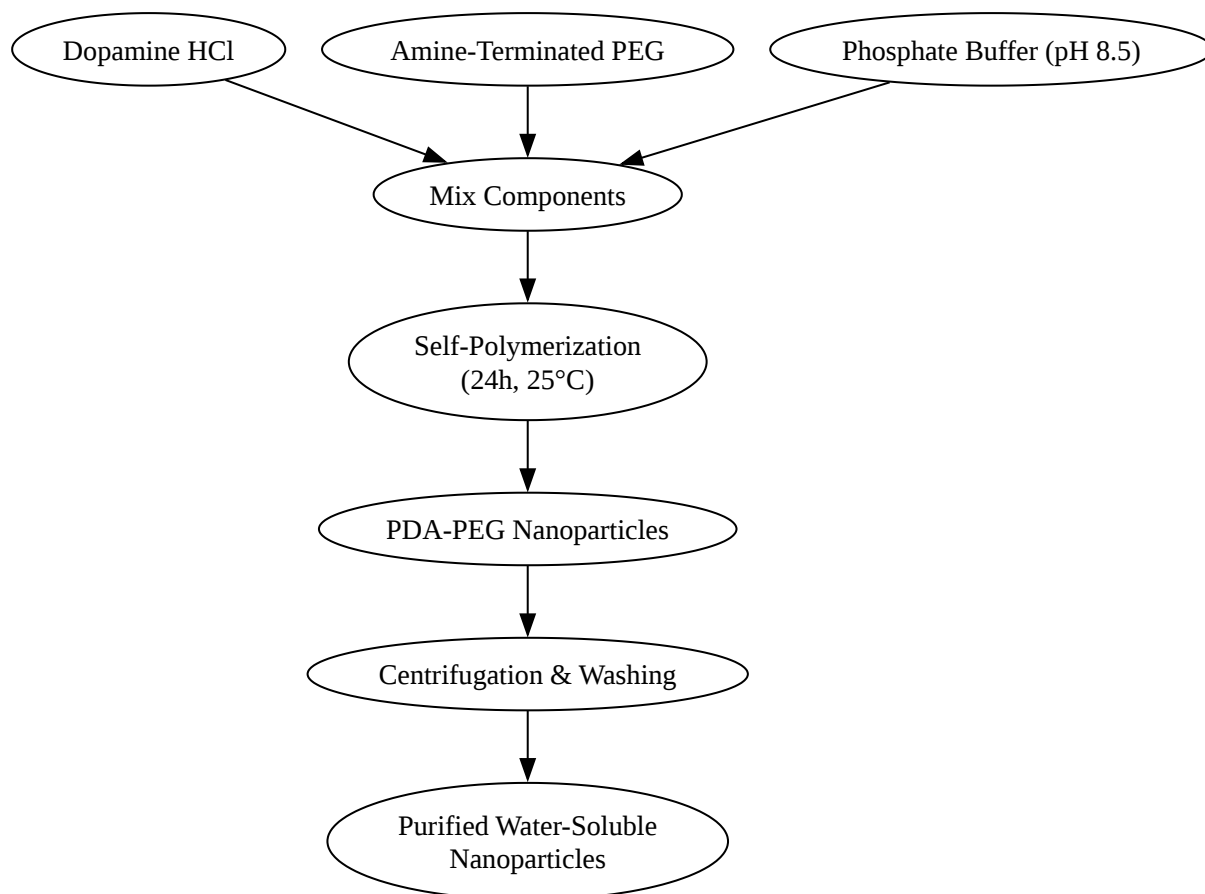 Dopamine HCl
Amine-Terminated PEG
Phosphate Buffer (pH 8.5)
Mix Components
Self-Polymerization
(24h, 25°C)
PDA-PEG Nanoparticles
Centrifugation & Washing
Purified Water-Soluble
Nanoparticles